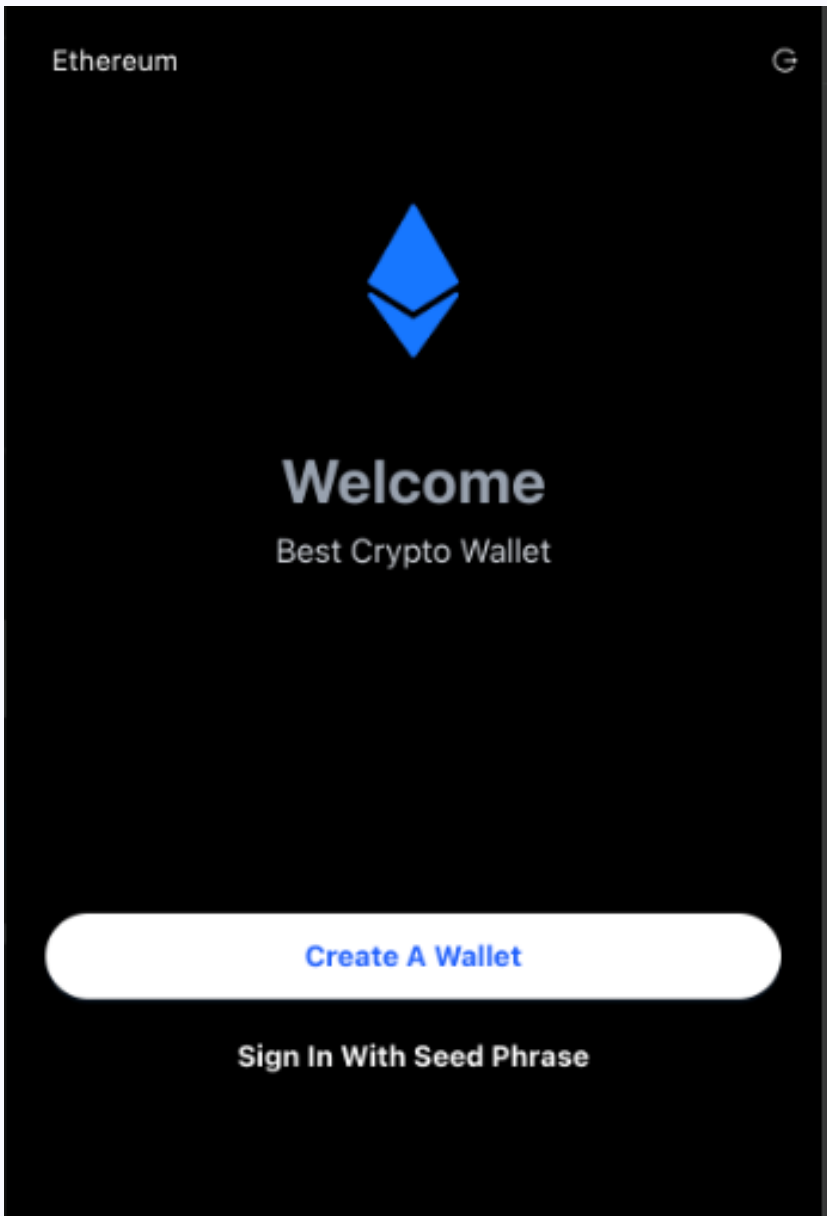 Ethereum
Welcome
Best Crypto Wallet
Create A Wallet
Sign In With Seed Phrase